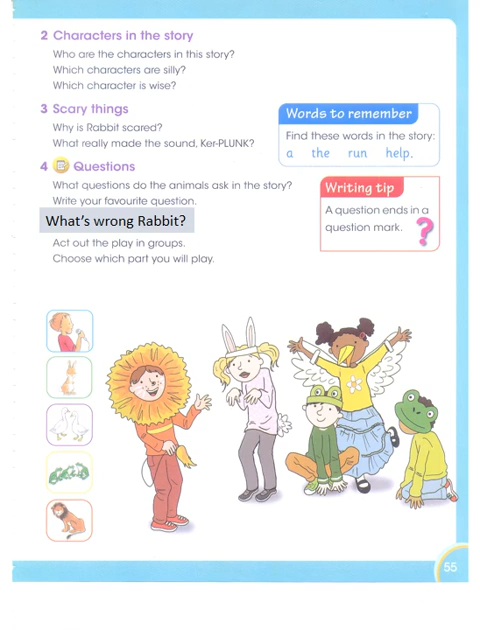 2 Characters in the story
Who are the characters in this story?
Which characters are silly?
Which character is wise?
3 Scary things
Why is Rabbit scared?
What really made the sound, Ker-PLUNK?
4 Questions
What questions do the animals ask in the story?
Write your favourite question.
What's wrong Rabbit?
Act out the play in groups.
Choose which part you will play.
Words to remember
Find these words in the story:
a the run help.
Writing tip
A question ends in a
question mark.
?
55